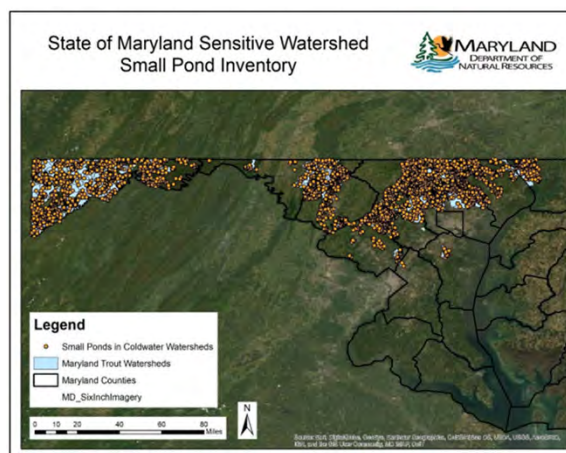 State of Maryland Sensitive Watershed
Small Pond Inventory
MARYLAND
DEPARTMENT OF
NATURAL RESOURCES
Legend
Small Ponds in Coldwater Watersheds
Maryland Trout Watersheds
Maryland Counties
MD_SixInchImagery
0 10 20 40 60 80
Miles
N